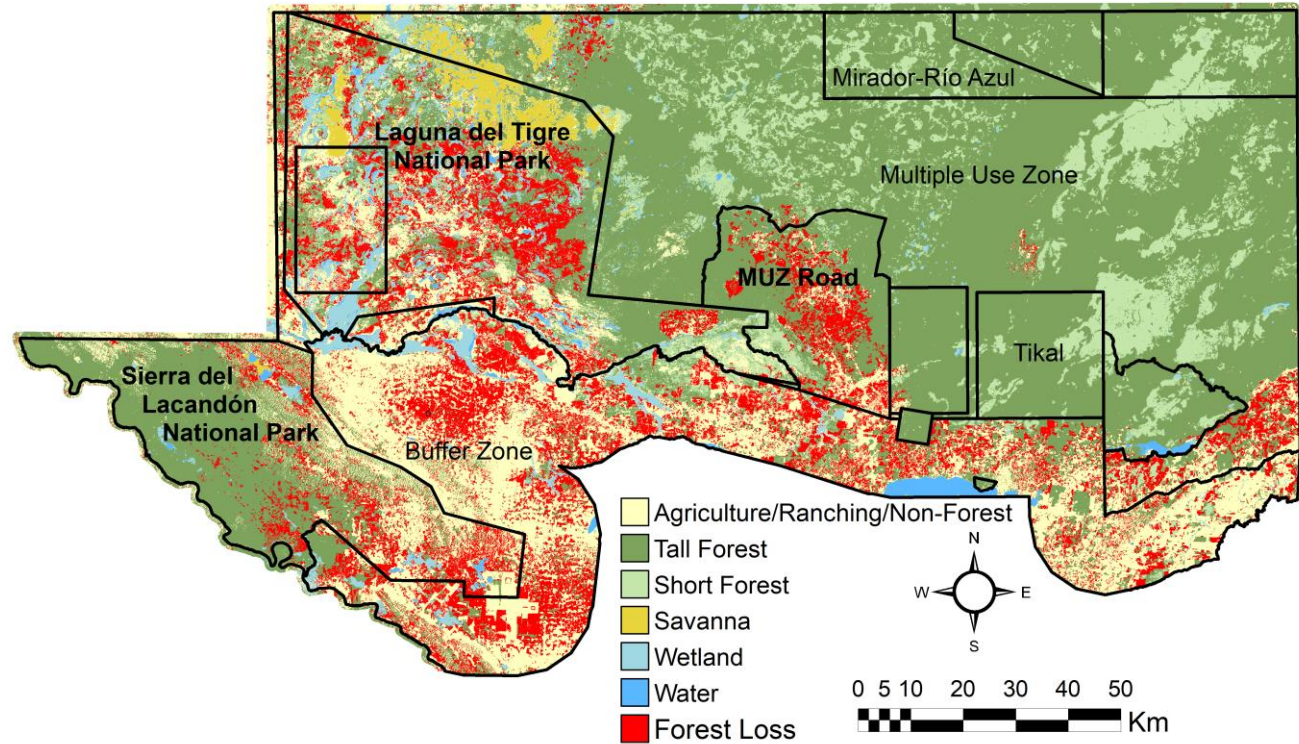 Mirador-Río Azul
Laguna del Tigre
National Park
Multiple Use Zone
MUZ Road
Tikal
Sierra del
Lacandón
National Park
Buffer Zone
Agriculture/Ranching/Non-Forest
Tall Forest
Short Forest
Savanna
Wetland
Water
Forest Loss
N
W E
S
0 5 10 20 30 40 50
Km